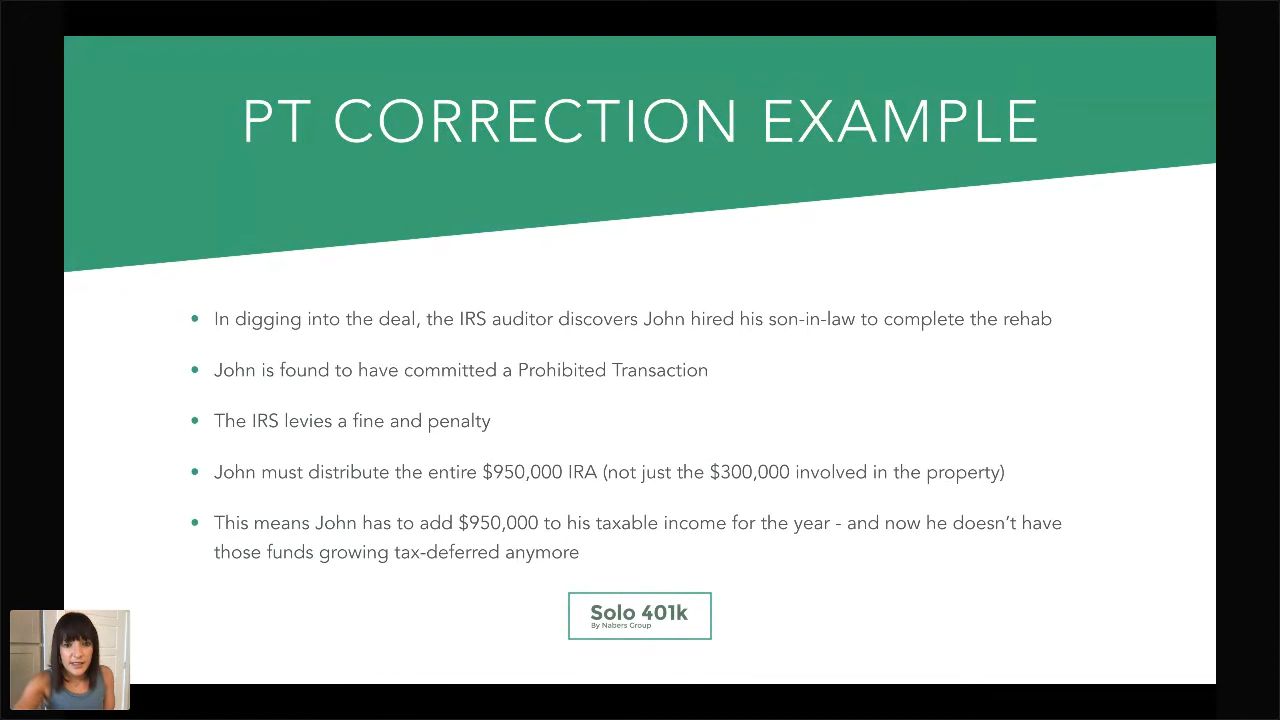 PT CORRECTION EXAMPLE
• In digging into the deal, the IRS auditor discovers John hired his son-in-law to complete the rehab
• John is found to have committed a Prohibited Transaction
• The IRS levies a fine and penalty
• John must distribute the entire $950,000 IRA (not just the $300,000 involved in the property)
• This means John has to add $950,000 to his taxable income for the year - and now he doesn't have
those funds growing tax-deferred anymore
Solo 401k
By Nabers Group